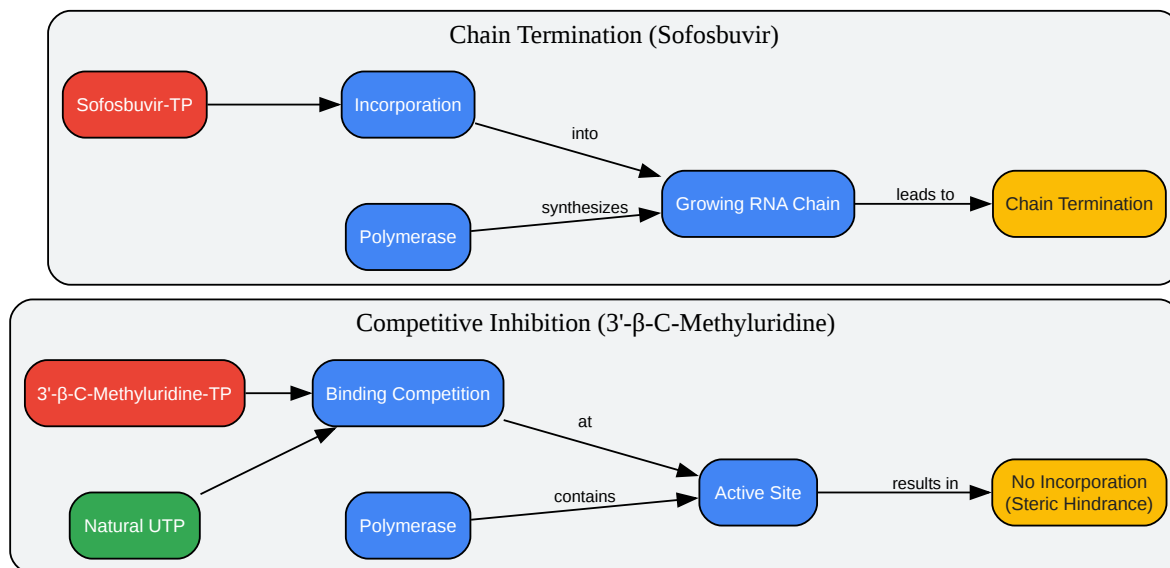 Chain Termination (Sofosbuvir)
Sofosbuvir-TP
Incorporation
into
Polymerase
synthesizes
Growing RNA Chain
leads to
Chain Termination
Competitive Inhibition (3'-β-C-Methyluridine)
3'-β-C-Methyluridine-TP
Binding Competition
at
Natural UTP
Polymerase
contains
Active Site
results in
No Incorporation
(Steric Hindrance)